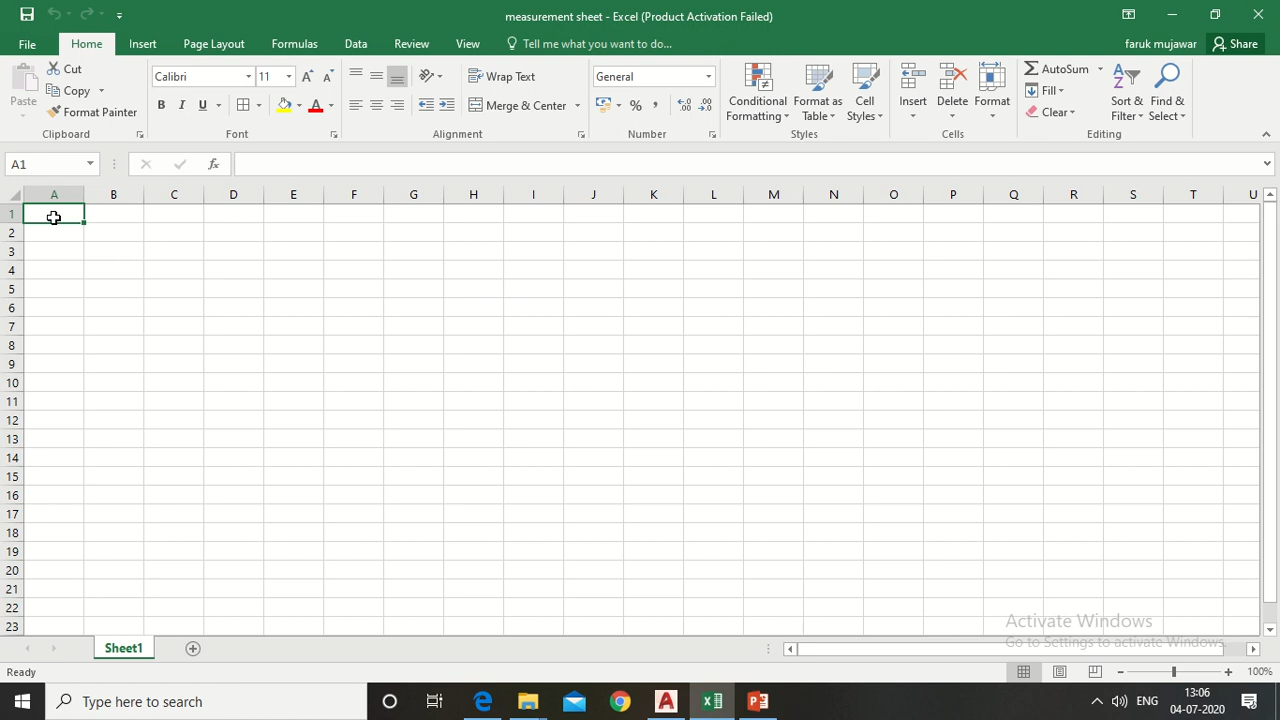 measurement sheet - Excel (Product Activation Failed)
File Home Insert Page Layout Formulas Data Review View Tell me what you want to do... faruk mujawar Share
Paste
Cut
Copy
Format Painter
Clipboard
Calibri 11
B I U
A
Font
Wrap Text
Merge & Center
Alignment
General
%
Number
Conditional Formatting
Format as Table
Cell Styles
Styles
Insert
Delete
Format
Cells
AutoSum
Fill
Clear
Sort & Filter
Find & Select
Editing
A1
fx
A B C D E F G H I J K L M N O P Q R S T U
1
2
3
4
5
6
7
8
9
10
11
12
13
14
15
16
17
18
19
20
21
22
23
Activate Windows
Go to Settings to activate Windows.
Sheet1
Ready
100%
Type here to search
ENG
13:06
04-07-2020